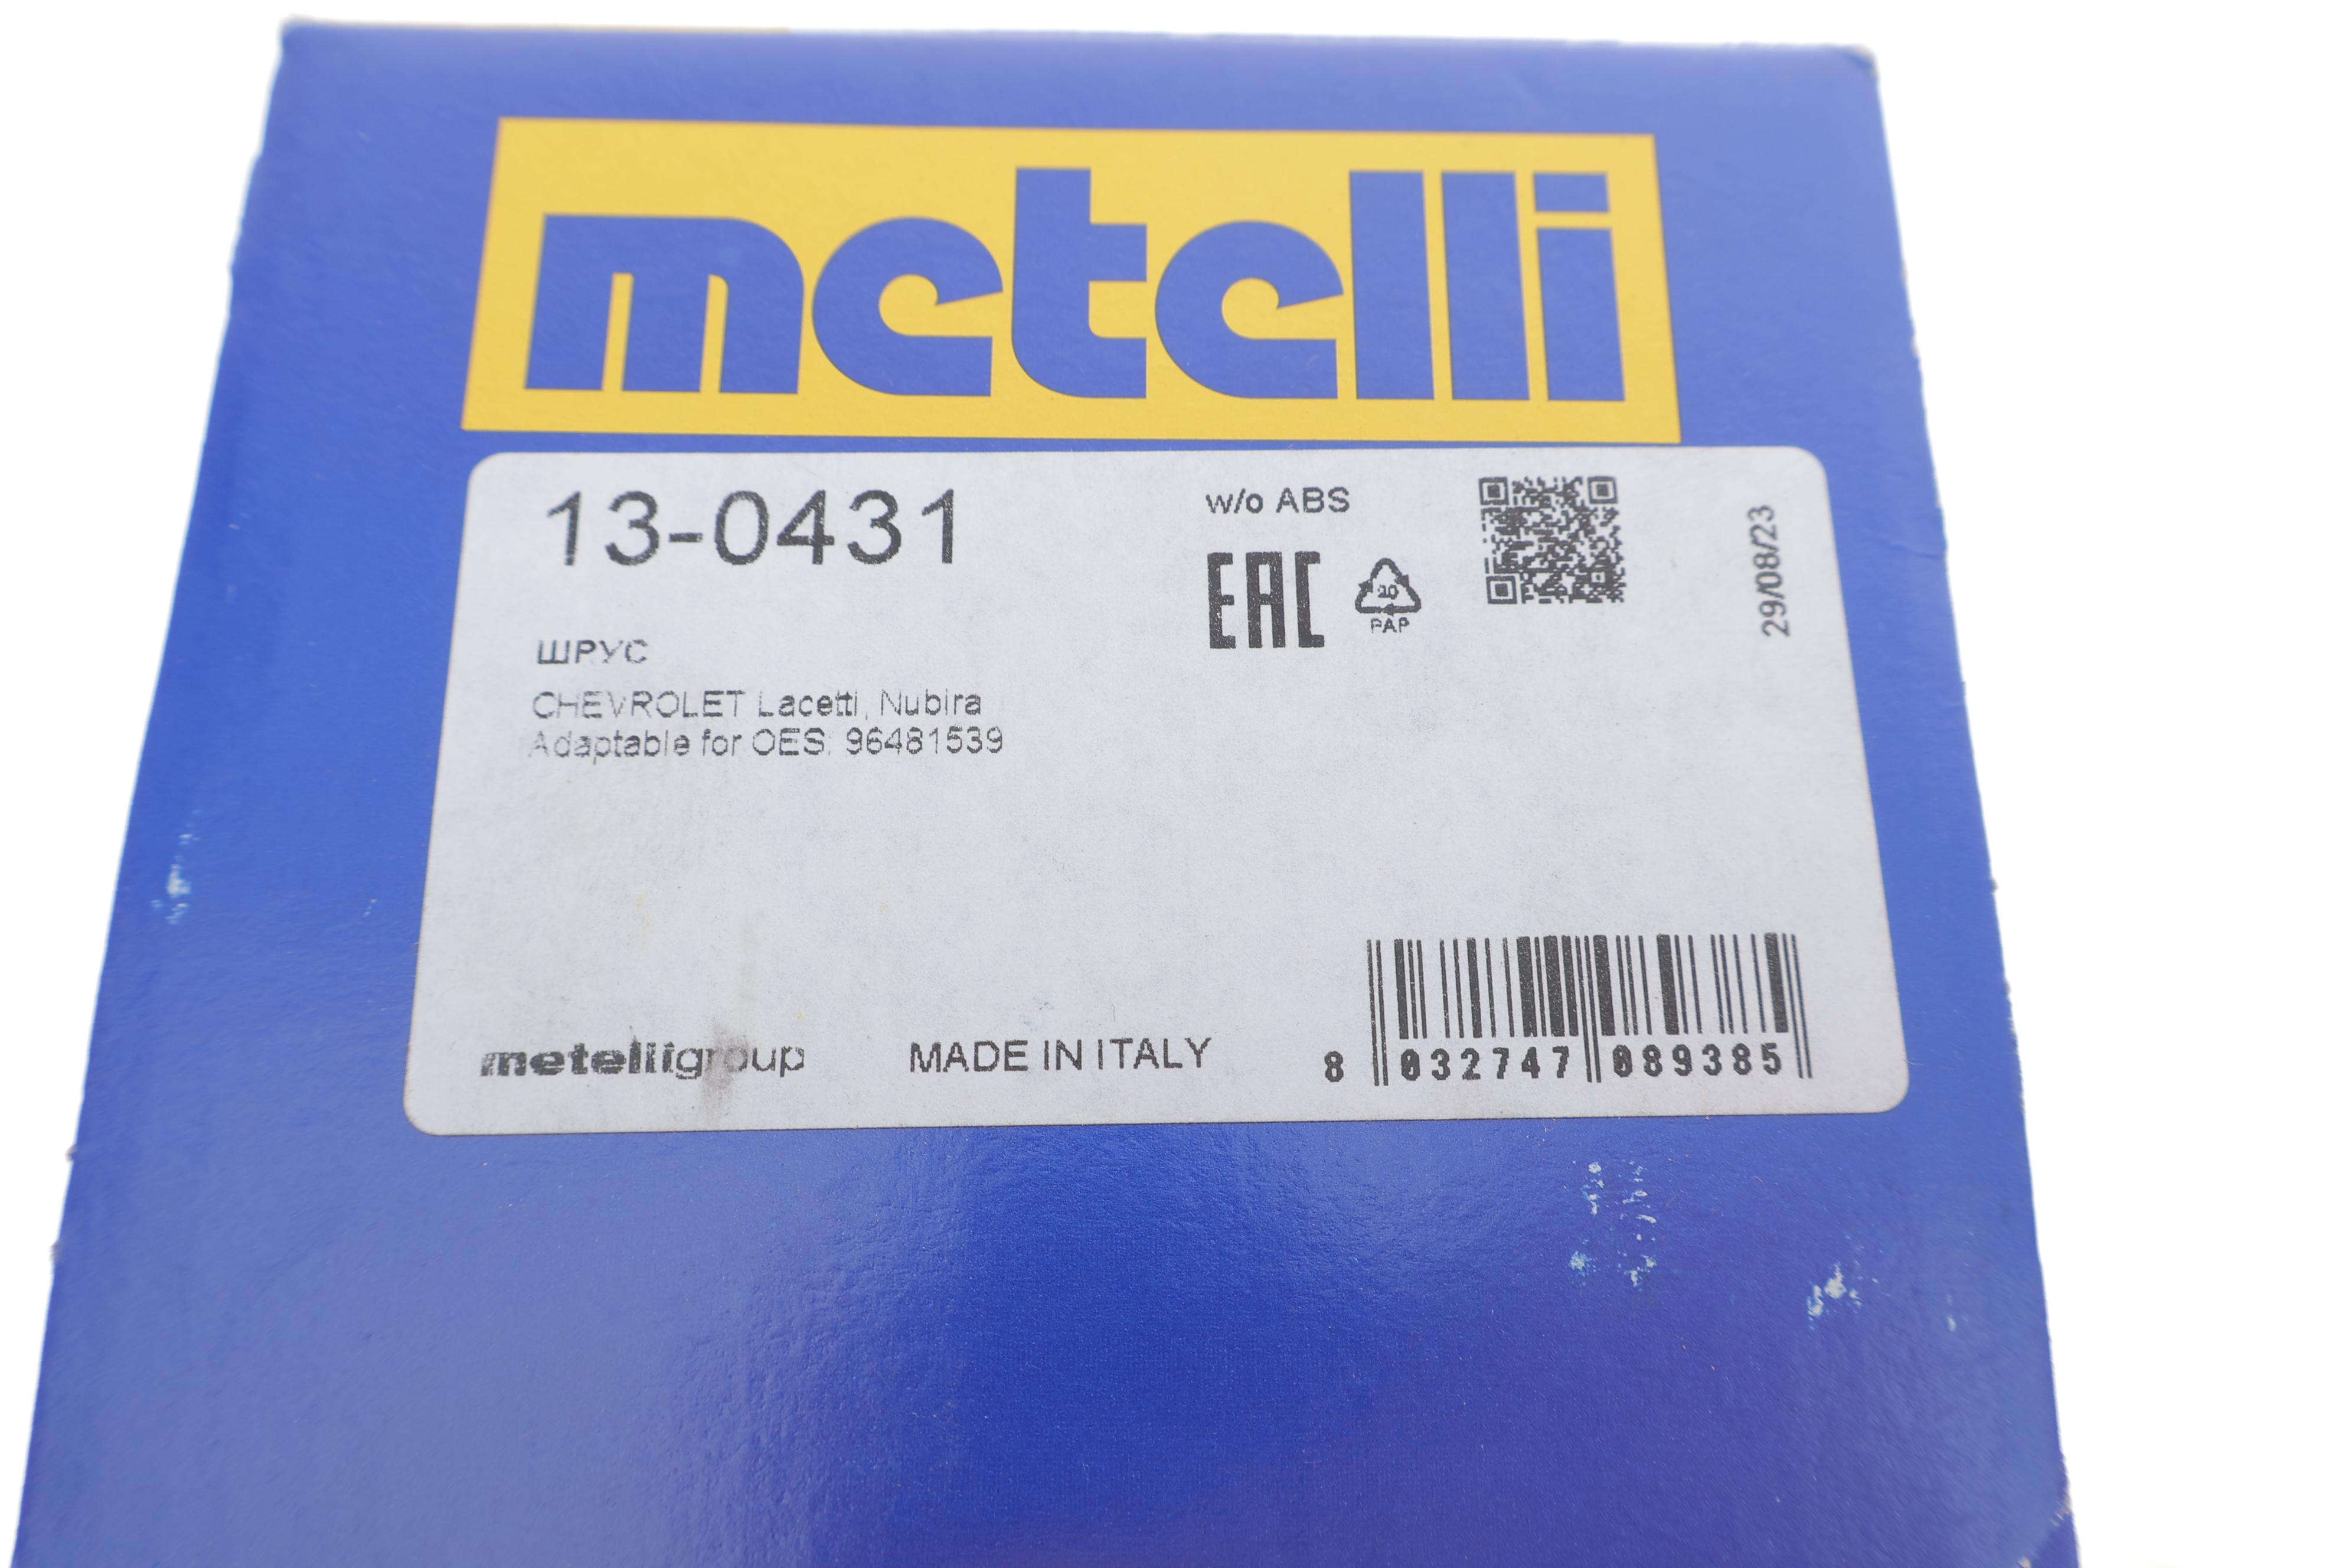 metelli
13-0431
w/o ABS
EAC
20
PAP
29/08/23
ШРУС
CHEVROLET Lacetti, Nubira
Adaptable for OES: 96481539
metelligroup
MADE IN ITALY
8 032747 089385